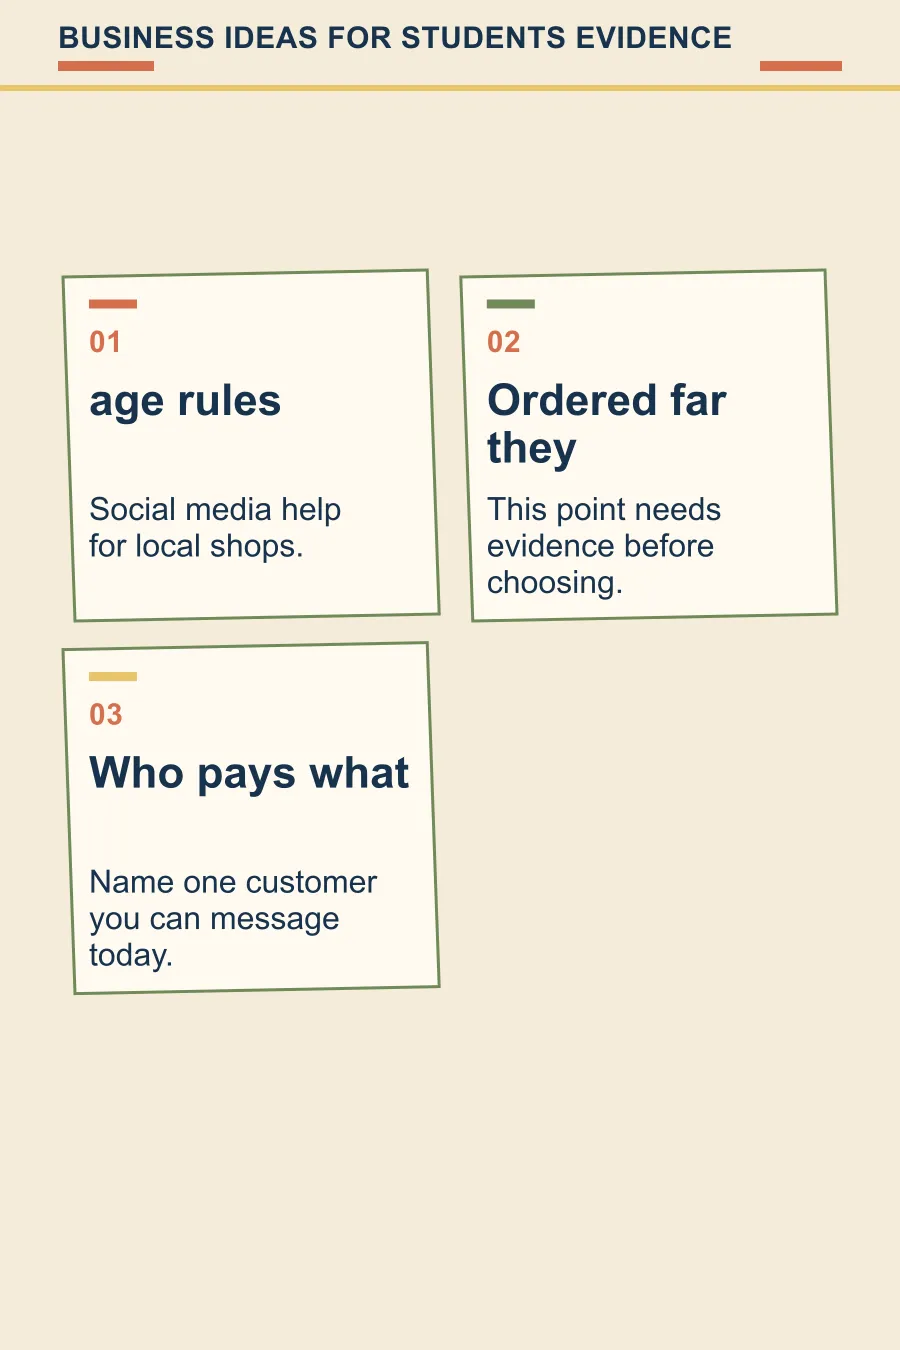 BUSINESS IDEAS FOR STUDENTS EVIDENCE
01
age rules
Social media help
for local shops.
02
Ordered far
they
This point needs
evidence before
choosing.
03
Who pays what
Name one customer
you can message
today.